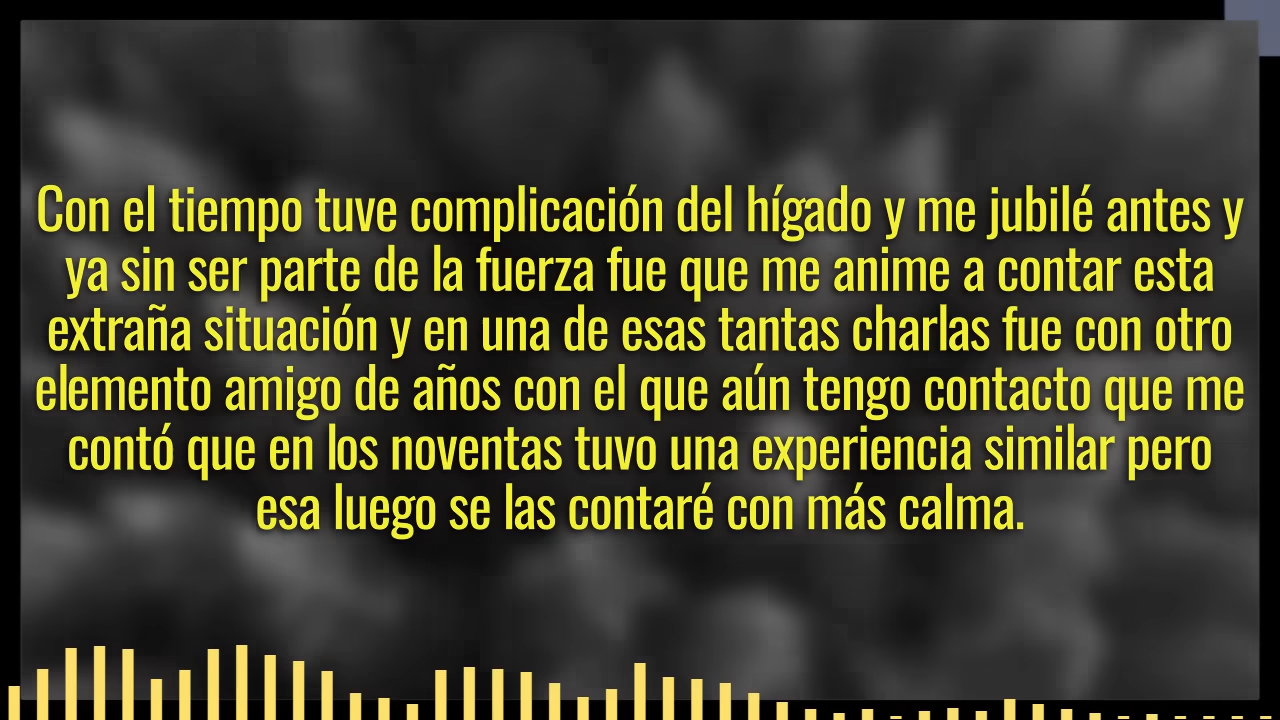 Con el tiempo tuve complicación del hígado y me jubilé antes y
ya sin ser parte de la fuerza fue que me anime a contar esta
extraña situación y en una de esas tantas charlas fue con otro
elemento amigo de años con el que aún tengo contacto que me
contó que en los noventas tuvo una experiencia similar pero
esa luego se las contaré con más calma.